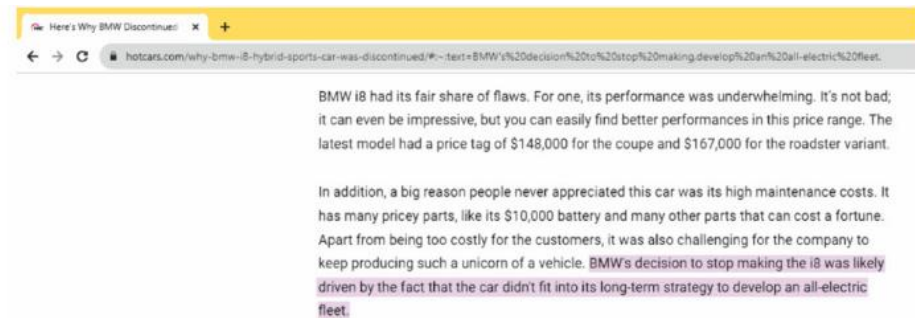 Here's Why BMW Discontinued
hotcars.com/why-bmw-i8-hybrid-sports-car-was-discontinued/#:~:text=BMW's%20decision%20to%20stop%20making,develop%20an%20all-electric%20fleet.
BMW i8 had its fair share of flaws. For one, its performance was underwhelming. It's not bad;
it can even be impressive, but you can easily find better performances in this price range. The
latest model had a price tag of $148,000 for the coupe and $167,000 for the roadster variant.
In addition, a big reason people never appreciated this car was its high maintenance costs. It
has many pricey parts, like its $10,000 battery and many other parts that can cost a fortune.
Apart from being too costly for the customers, it was also challenging for the company to
keep producing such a unicorn of a vehicle. BMW's decision to stop making the i8 was likely
driven by the fact that the car didn't fit into its long-term strategy to develop an all-electric
fleet.